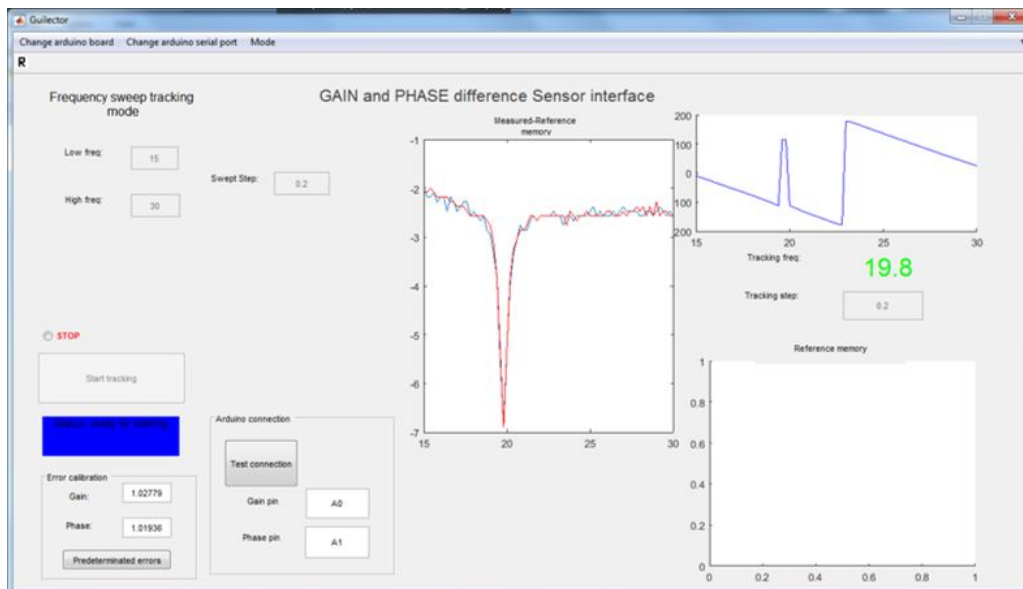 Guilector
Change arduino board Change arduino serial port Mode
R
Frequency sweep tracking
mode
GAIN and PHASE difference Sensor interface
Low freq: 15
High freq: 30
Swept Step: 0.2
Measured-Reference
memory
-1
-2
-3
-4
-5
-6
-7
15 20 25 30
200
100
0
100
200
15 20 25 30
Tracking freq: 19.8
Tracking step: 0.2
STOP
Start tracking
Error calibration
Gain: 1.02779
Phase: 1.01936
Predeterminated errors
Arduino connection
Test connection
Gain pin A0
Phase pin A1
Reference memory
1
0.8
0.6
0.4
0.2
0
0 0.2 0.4 0.6 0.8 1